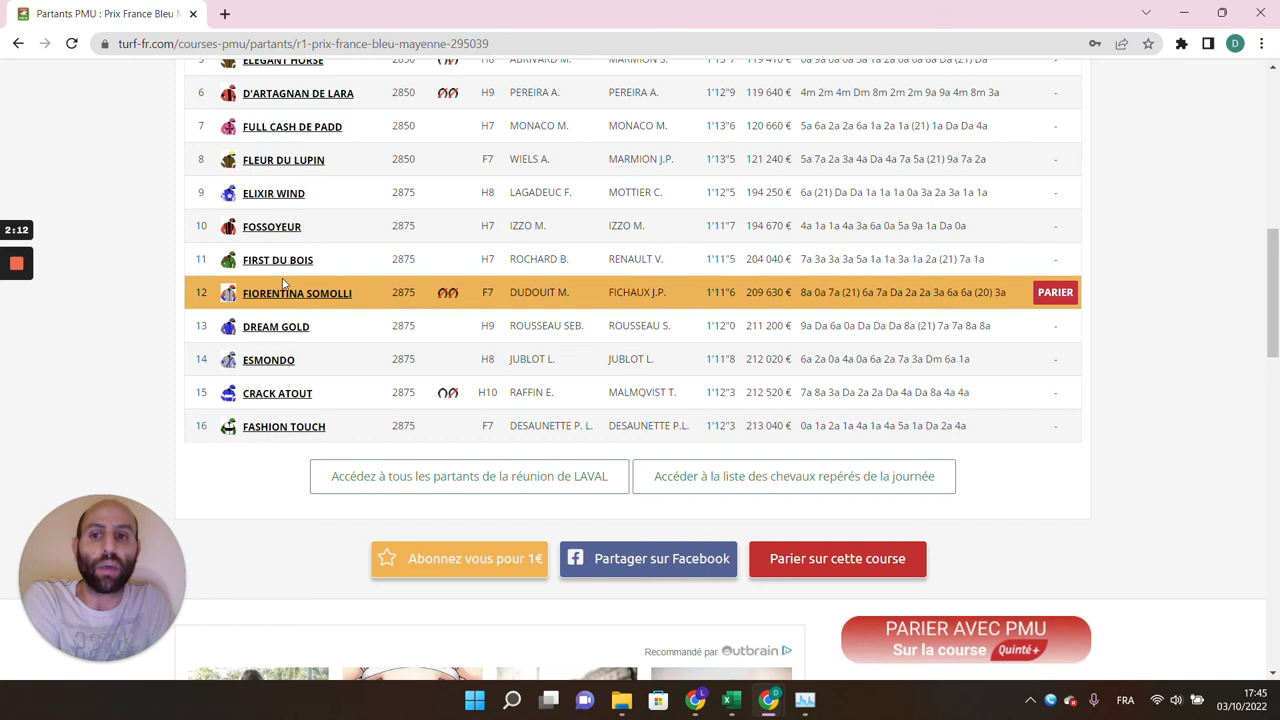 Partants PMU : Prix France Bleu M
turf-fr.com/courses-pmu/partants/r1-prix-france-bleu-mayenne-295039
D
5 ELEGANT HORSE 2850 H8 ABRIVARD M. MARMION S. 1'13"7 119 410 €
6 D'ARTAGNAN DE LARA 2850 H9 PEREIRA A. PEREIRA A. 1'12"9 119 640 € 4m 2m 4m Dm 8m 2m 2m 9a 9a 4m 8m 3a -
7 FULL CASH DE PADD 2850 H7 MONACO M. MONACO M. 1'13"6 120 660 € 5a 6a 2a 2a 6a 1a 2a 1a (21) 1a Da Da 4a -
8 FLEUR DU LUPIN 2850 F7 WIELS A. MARMION J.P. 1'13"5 121 240 € 5a 7a 2a 3a 4a Da 4a 7a 5a (21) 9a 7a 2a -
9 ELIXIR WIND 2875 H8 LAGADEUC F. MOTTIER C. 1'12"5 194 250 € 6a (21) Da Da 1a 1a 1a 0a 3a 2a 3a 1a 1a -
10 FOSSOYEUR 2875 H7 IZZO M. IZZO M. 1'11"7 194 670 € 4a 1a 1a 4a 3a 6a 0a 5a 9a 1a Da 0a -
11 FIRST DU BOIS 2875 H7 ROCHARD B. RENAULT V. 1'11"5 204 040 € 7a 3a 3a 3a 5a 1a 1a 3a 1a 2a (21) 7a 1a -
12 FIORENTINA SOMOLLI 2875 F7 DUDOUIT M. FICHAUX J.P. 1'11"6 209 630 € 8a 0a 7a (21) 6a 7a Da 2a 2a 3a 6a 6a (20) 3a PARIER
13 DREAM GOLD 2875 H9 ROUSSEAU SEB. ROUSSEAU S. 1'12"0 211 200 € 9a Da 6a 0a Da Da Da 8a (21) 7a 7a 8a 8a -
14 ESMONDO 2875 H8 JUBLOT L. JUBLOT L. 1'11"8 212 020 € 6a 2a 0a 4a 0a 6a 2a 7a 3a Dm 6a 1a -
15 CRACK ATOUT 2875 H10 RAFFIN E. MALMQVIST T. 1'12"3 212 520 € 7a 8a 3a Da 2a 2a Da 4a Da 8a 4a 4a -
16 FASHION TOUCH 2875 F7 DESAUNETTE P. L. DESAUNETTE P.L. 1'12"3 213 040 € 0a 1a 2a 1a 4a 1a 4a 5a 1a Da 2a 4a -
2:12
Accédez à tous les partants de la réunion de LAVAL
Accéder à la liste des chevaux repérés de la journée
Abonnez vous pour 1€
Partager sur Facebook
Parier sur cette course
PARIER AVEC PMU
Sur la course Quinté+
Recommandé par Outbrain
FRA
17:45
03/10/2022